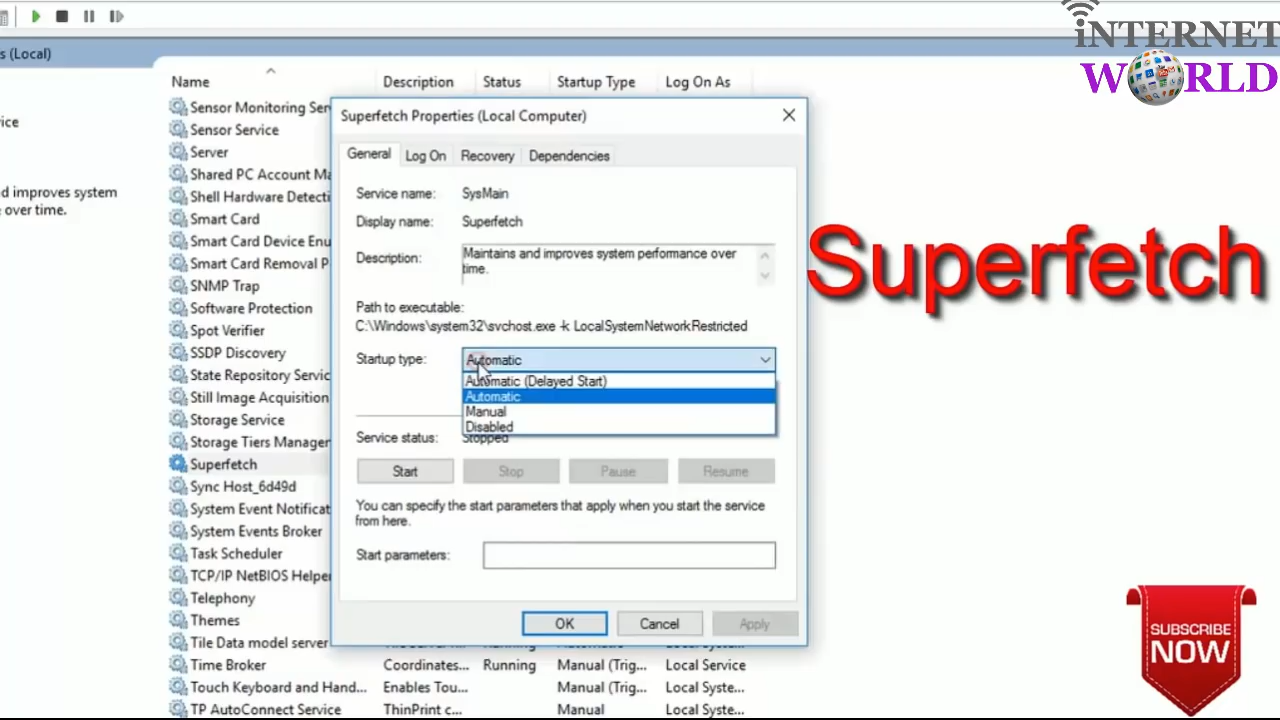 iNTERNET
WORLD
s (Local)
Name
Description
Status
Startup Type
Log On As
ice
d improves system
over time.
Sensor Monitoring Ser
Sensor Service
Server
Shared PC Account Ma
Shell Hardware Detecti
Smart Card
Smart Card Device Enu
Smart Card Removal P
SNMP Trap
Software Protection
Spot Verifier
SSDP Discovery
State Repository Servic
Still Image Acquisition
Storage Service
Storage Tiers Manager
Superfetch
Sync Host_6d49d
System Event Notificat
System Events Broker
Task Scheduler
TCP/IP NetBIOS Helper
Telephony
Themes
Tile Data model server
Time Broker Coordinates... Running Manual (Trig... Local Service
Touch Keyboard and Hand... Enables Tou... Manual (Trig... Local Syste...
TP AutoConnect Service ThinPrint c... Manual Local Syste...
Superfetch Properties (Local Computer)
General Log On Recovery Dependencies
Service name: SysMain
Display name: Superfetch
Description: Maintains and improves system performance over
time.
Path to executable:
C:\Windows\system32\svchost.exe -k LocalSystemNetworkRestricted
Startup type: Automatic
Automatic (Delayed Start)
Automatic
Manual
Disabled
Service status: Stopped
Start Stop Pause Resume
You can specify the start parameters that apply when you start the service
from here.
Start parameters:
OK Cancel Apply
Superfetch
SUBSCRIBE
NOW